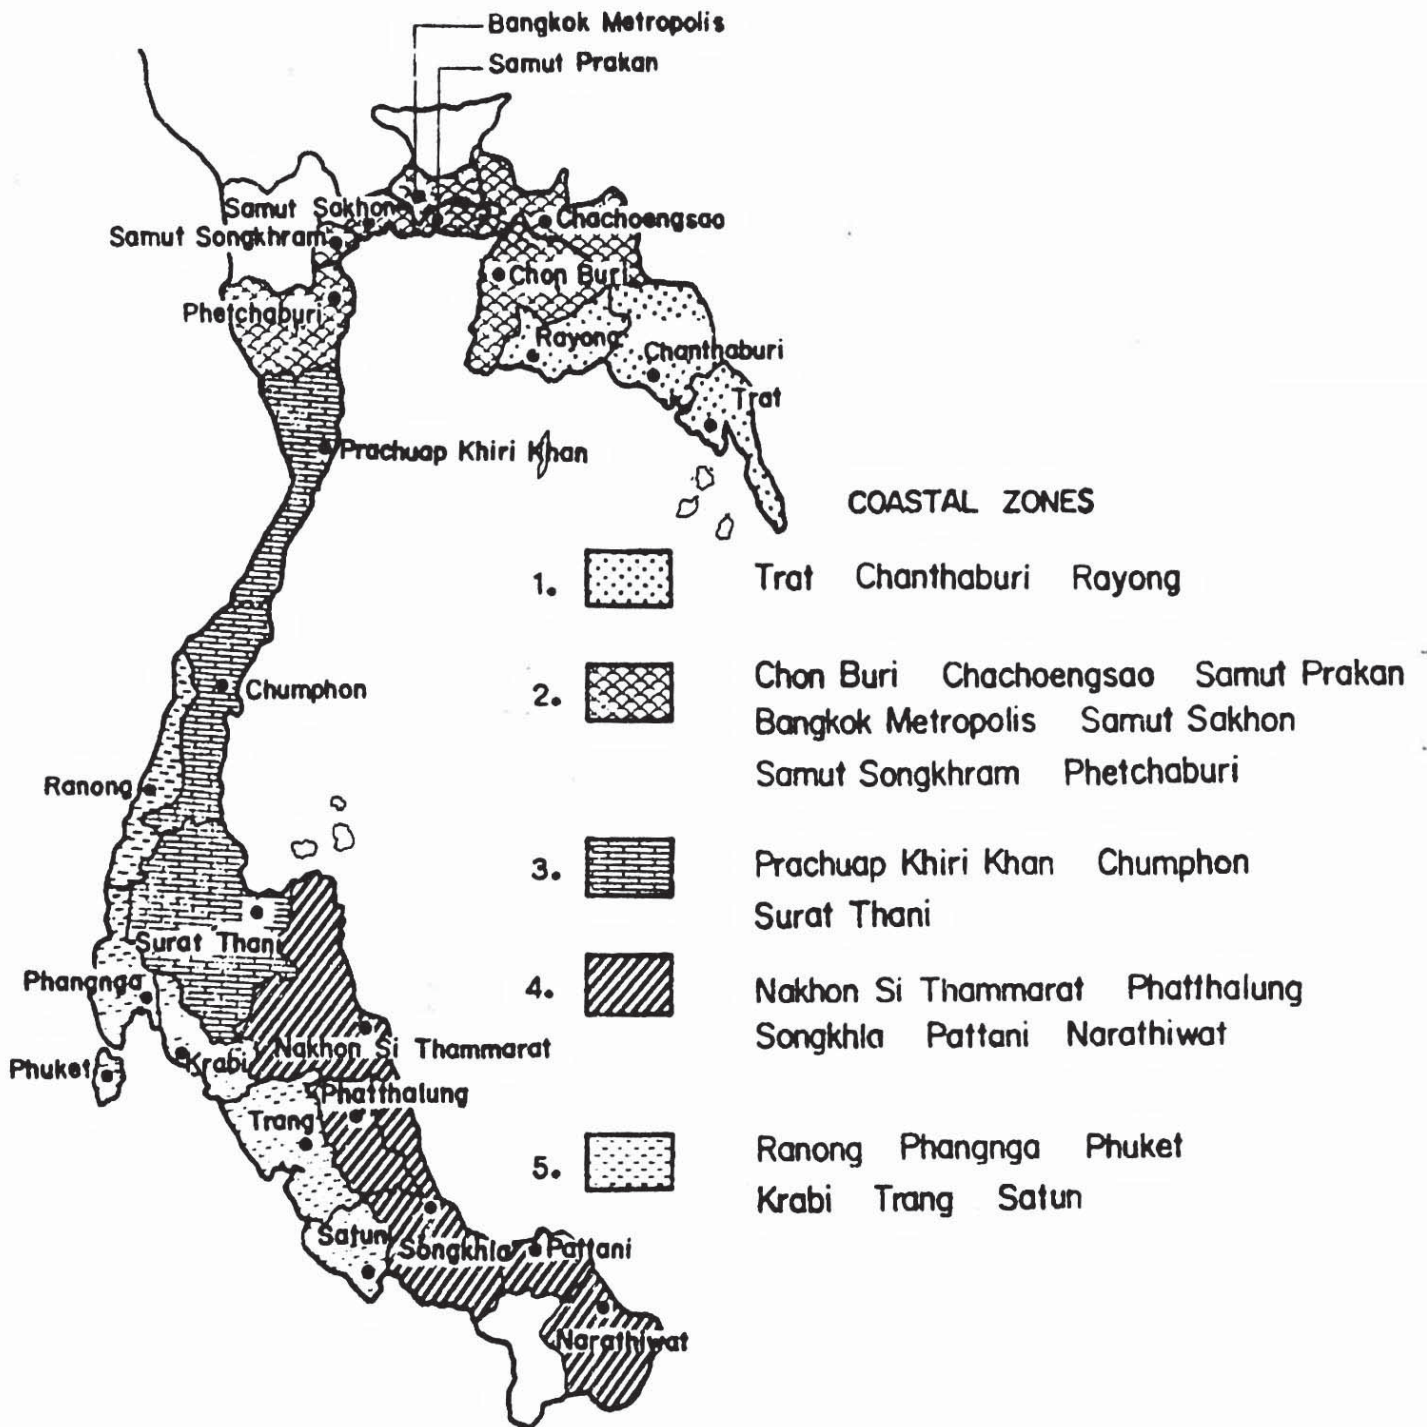 Bangkok Metropolis
Samut Prakan
Samut Sakhon
Samut Songkhram
Chachoengsao
Chon Buri
Phetchaburi
Rayong
Chanthaburi
Trat
Prachuap Khiri Khan
Chumphon
Ranong
Surat Thani
Phangnga
Phuket
Krabi
Nakhon Si Thammarat
Phatthalung
Trang
Satun
Songkhla
Pattani
Narathiwat
COASTAL ZONES
1. Trat Chanthaburi Rayong
2. Chon Buri Chachoengsao Samut Prakan
Bangkok Metropolis Samut Sakhon
Samut Songkhram Phetchaburi
3. Prachuap Khiri Khan Chumphon
Surat Thani
4. Nakhon Si Thammarat Phatthalung
Songkhla Pattani Narathiwat
5. Ranong Phangnga Phuket
Krabi Trang Satun